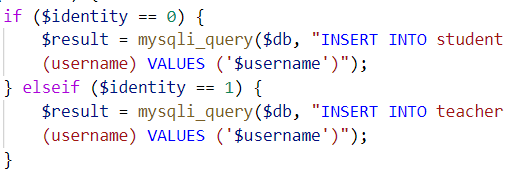 if ($identity == 0) {
$result = mysqli_query($db, "INSERT INTO student
(username) VALUES ('$username')");
} elseif ($identity == 1) {
$result = mysqli_query($db, "INSERT INTO teacher
(username) VALUES ('$username')");
}